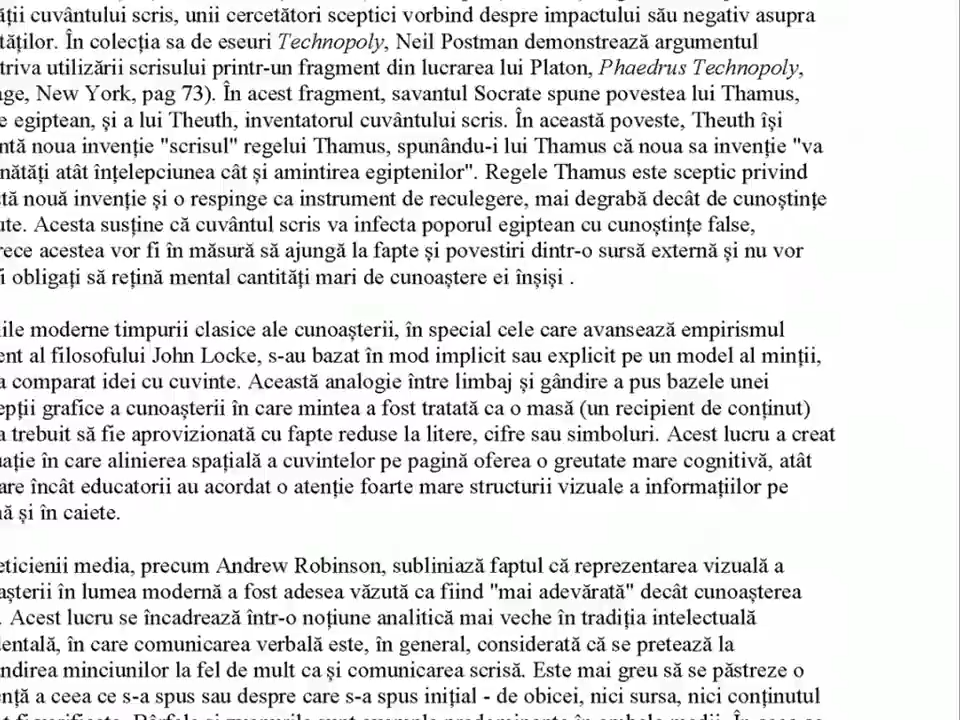 ății cuvântului scris, unii cercetători sceptici vorbind despre impactului său negativ asupra
tăților. În colecția sa de eseuri Technopoly, Neil Postman demonstrează argumentul
triva utilizării scrisului printr-un fragment din lucrarea lui Platon, Phaedrus Technopoly,
age, New York, pag 73). În acest fragment, savantul Socrate spune povestea lui Thamus,
e egiptean, și a lui Theuth, inventatorul cuvântului scris. În această poveste, Theuth își
ntă noua invenție "scrisul" regelui Thamus, spunându-i lui Thamus că noua sa invenție "va
nătăți atât înțelepciunea cât și amintirea egiptenilor". Regele Thamus este sceptic privind
tă nouă invenție și o respinge ca instrument de reculegere, mai degrabă decât de cunoștințe
ute. Acesta susține că cuvântul scris va infecta poporul egiptean cu cunoștințe false,
rece acestea vor fi în măsură să ajungă la fapte și povestiri dintr-o sursă externă și nu vor
i obligați să rețină mental cantități mari de cunoaștere ei înșiși .
iile moderne timpurii clasice ale cunoașterii, în special cele care avansează empirismul
ent al filosofului John Locke, s-au bazat în mod implicit sau explicit pe un model al minții,
a comparat idei cu cuvinte. Această analogie între limbaj și gândire a pus bazele unei
epții grafice a cunoașterii în care mintea a fost tratată ca o masă (un recipient de conținut)
a trebuit să fie aprovizionată cu fapte reduse la litere, cifre sau simboluri. Acest lucru a creat
uație în care alinierea spațială a cuvintelor pe pagină oferea o greutate mare cognitivă, atât
are încât educatorii au acordat o atenție foarte mare structurii vizuale a informațiilor pe
nă și în caiete.
eticienii media, precum Andrew Robinson, subliniază faptul că reprezentarea vizuală a
așterii în lumea modernă a fost adesea văzută ca fiind "mai adevărată" decât cunoașterea
. Acest lucru se încadrează într-o noțiune analitică mai veche în tradiția intelectuală
dentală, în care comunicarea verbală este, în general, considerată că se pretează la
ndirea minciunilor la fel de mult ca și comunicarea scrisă. Este mai greu să se păstreze o
ență a ceea ce s-a spus sau despre care s-a spus inițial - de obicei, nici sursa, nici conținutul